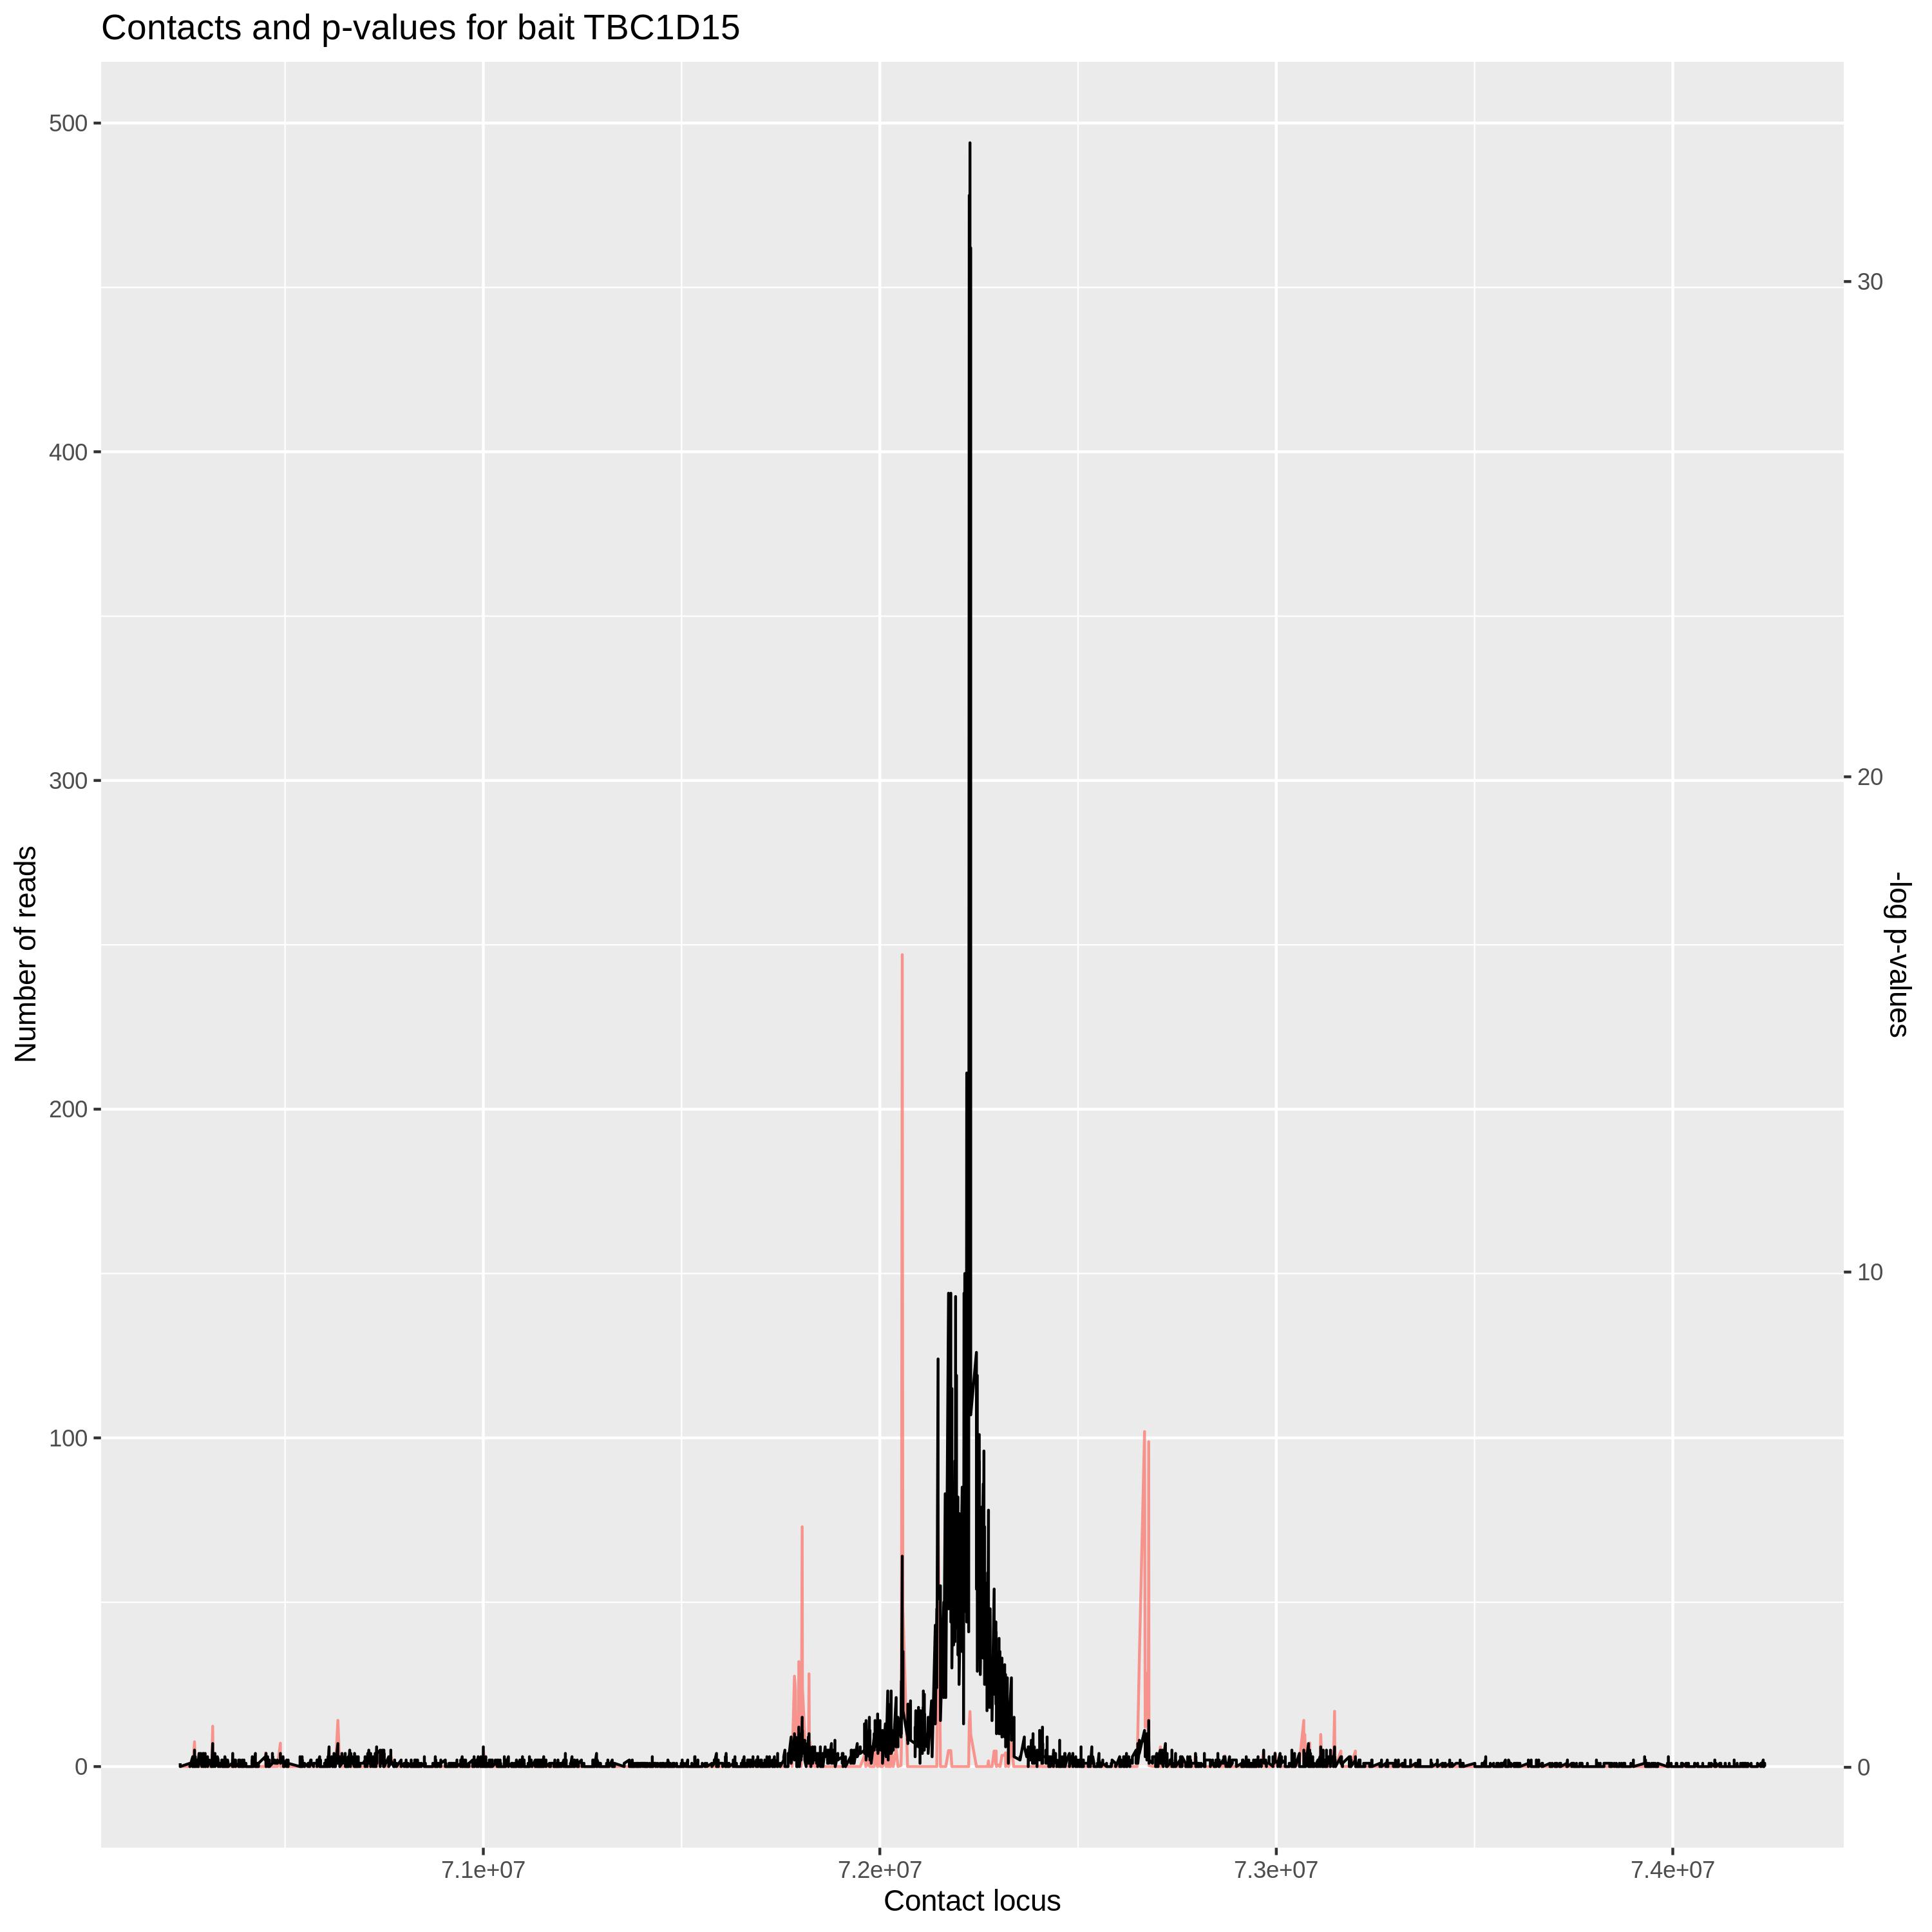 Contacts and p-values for bait TBC1D15
500
400
300
200
100
0
Number of reads
30
20
10
0
-log p-values
7.1e+07
7.2e+07
7.3e+07
7.4e+07
Contact locus